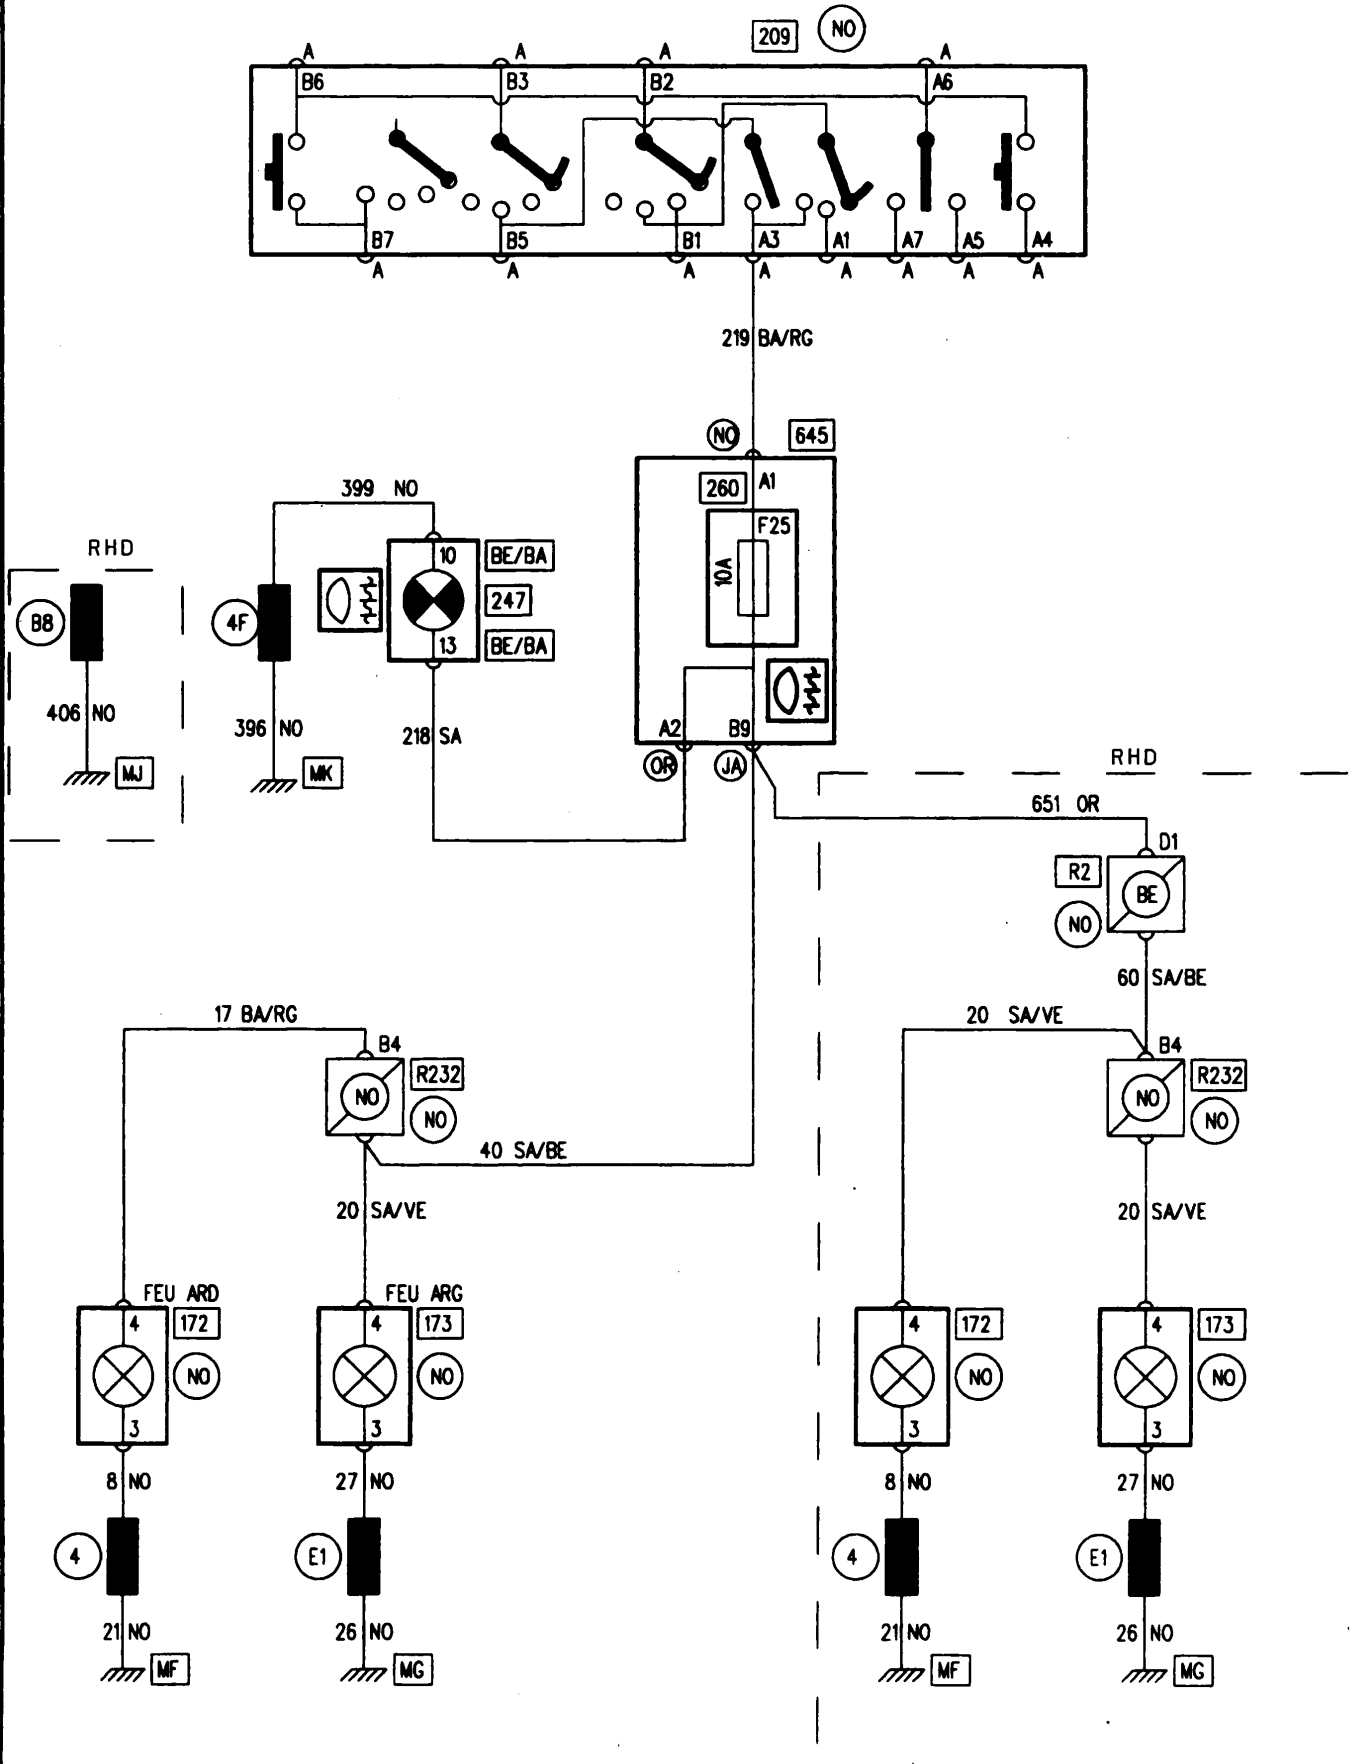 209 NO
A A A A
B6 B3 B2 A6
B7 B5 B1 A3 A1 A7 A5 A4
A A A A A A A A
219 BA/RG
NO 645
260 A1
F25
10A
399 NO
10 BE/BA
247
13 BE/BA
RHD
B8
4F
406 NO
396 NO
218 SA
MJ
MK
A2 B9
OR JA
RHD
651 OR
D1
R2
BE
NO
60 SA/BE
17 BA/RG
20 SA/VE
B4
R232
NO
NO
B4
R232
NO
NO
40 SA/BE
20 SA/VE
20 SA/VE
FEU ARD FEU ARG
4 172 4 173 4 172 4 173
NO NO NO NO
3 3 3 3
8 NO 27 NO 8 NO 27 NO
4 E1 4 E1
21 NO 26 NO 21 NO 26 NO
MF MG MF MG